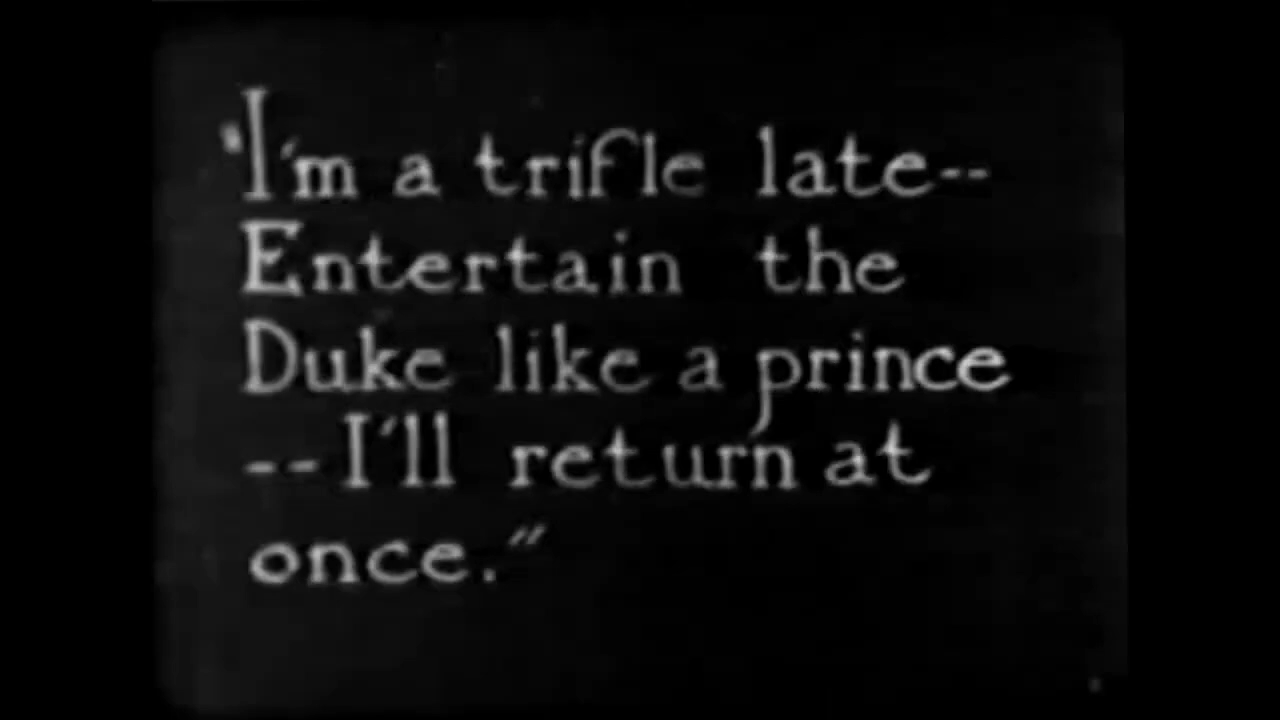 "I'm a trifle late--
Entertain the
Duke like a prince
--I'll return at
once."